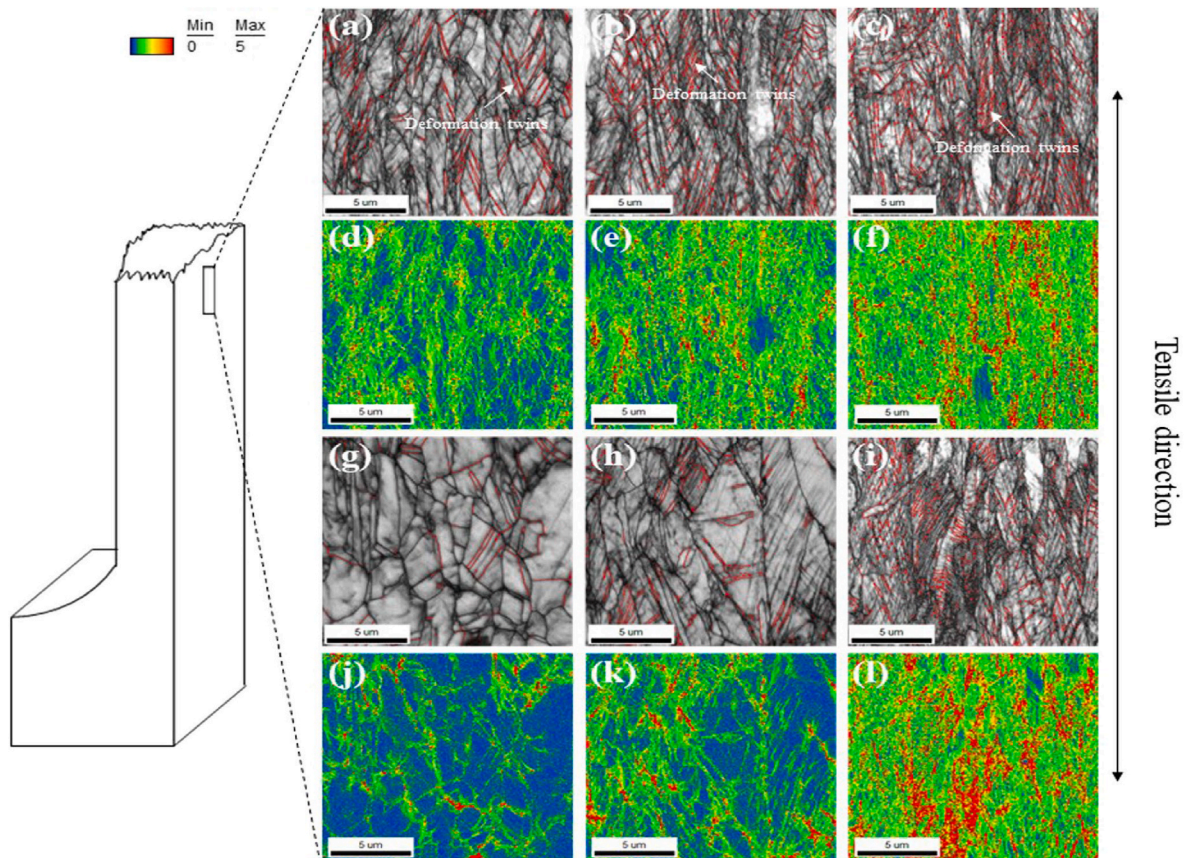 Min Max
0 5
(a) (b) (c)
Deformation twins
Deformation twins
Deformation twins
5 um 5 um 5 um
(d) (e) (f)
5 um 5 um 5 um
(g) (h) (i)
5 um 5 um 5 um
(j) (k) (l)
5 um 5 um 5 um
Tensile direction